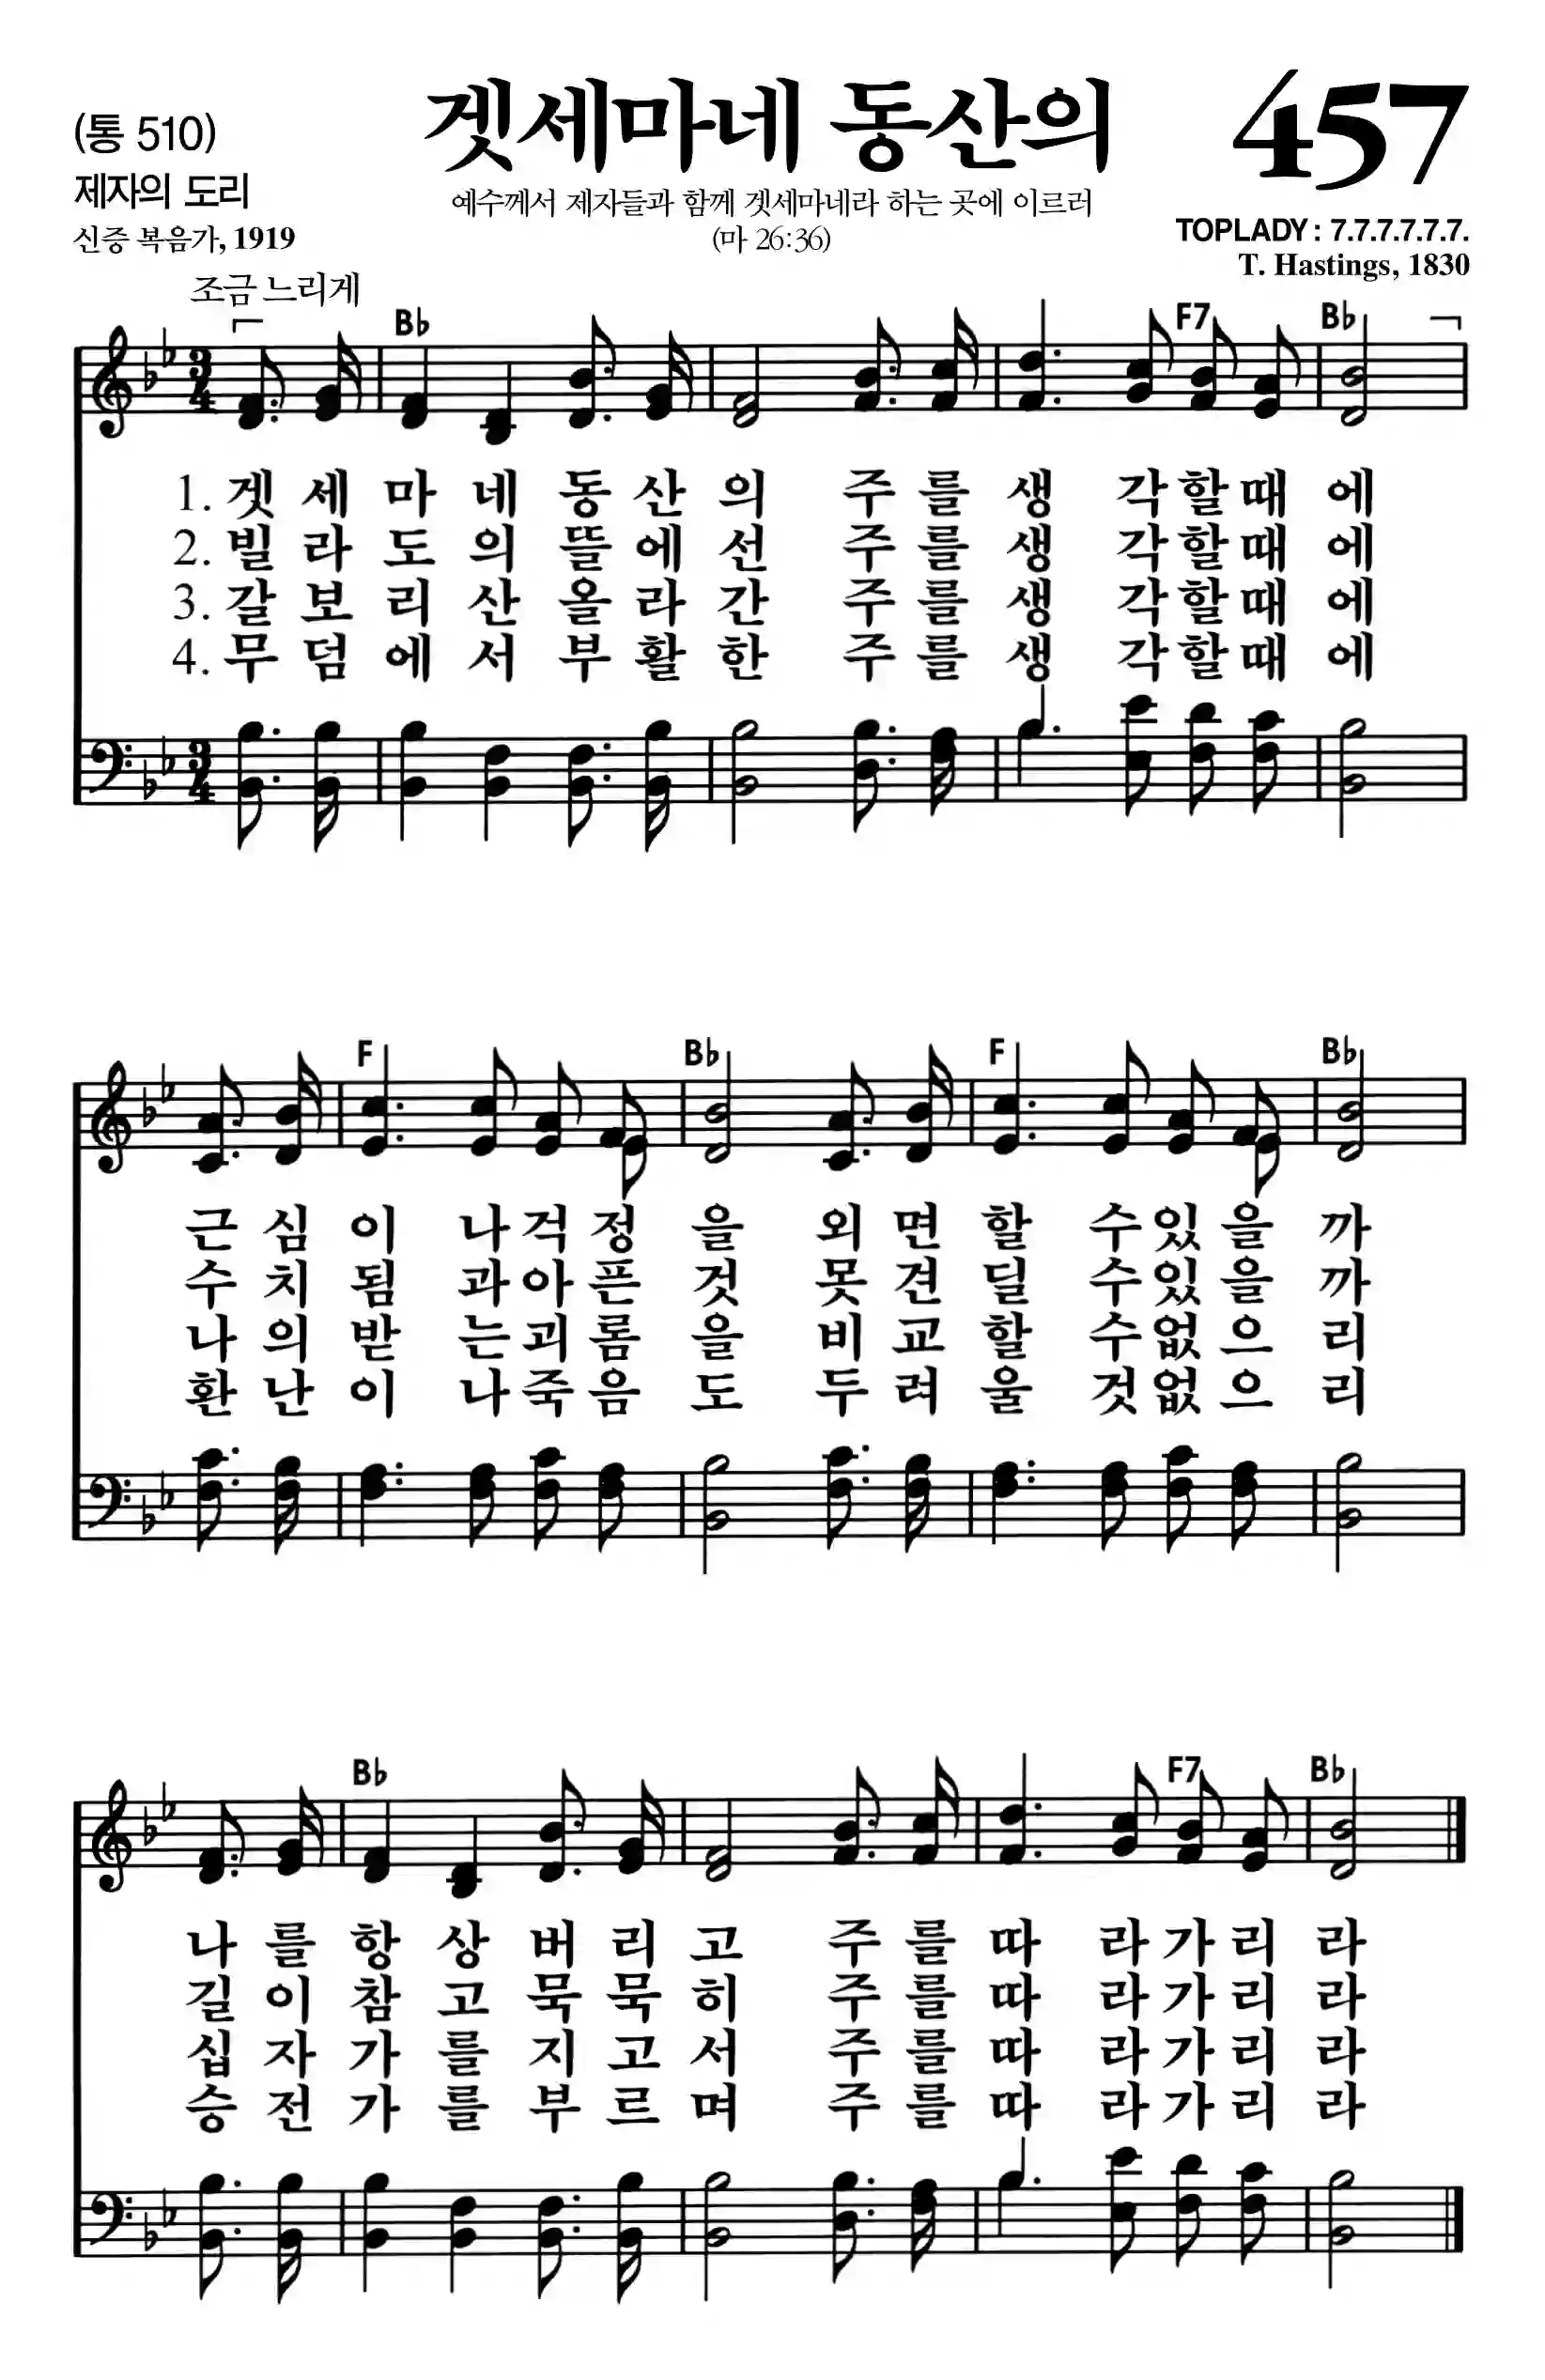 (통 510)
겟세마네 동산의
457
제자의 도리
예수께서 제자들과 함께 겟세마네라 하는 곳에 이르러
신증 복음가, 1919
(마 26:36)
TOPLADY : 7.7.7.7.7.7.
T. Hastings, 1830
조금 느리게
B♭ F7 B♭
3/4
1. 겟 세 마 네 동 산 의 주 를 생 각 할 때 에
2. 빌 라 도 의 뜰 에 선 주 를 생 각 할 때 에
3. 갈 보 리 산 올 라 간 주 를 생 각 할 때 에
4. 무 덤 에 서 부 활 한 주 를 생 각 할 때 에
3/4
F B♭ F B♭
근 심 이 나 걱 정 을 외 면 할 수 있 을 까
수 치 됨 과 아 픈 것 못 견 딜 수 있 을 까
나 의 받 는 괴 롬 을 비 교 할 수 없 으 리
환 난 이 나 죽 음 도 두 려 울 것 없 으 리
B♭ F7 B♭
나 를 항 상 버 리 고 주 를 따 라 가 리 라
길 이 참 고 묵 묵 히 주 를 따 라 가 리 라
십 자 가 를 지 고 서 주 를 따 라 가 리 라
승 전 가 를 부 르 며 주 를 따 라 가 리 라